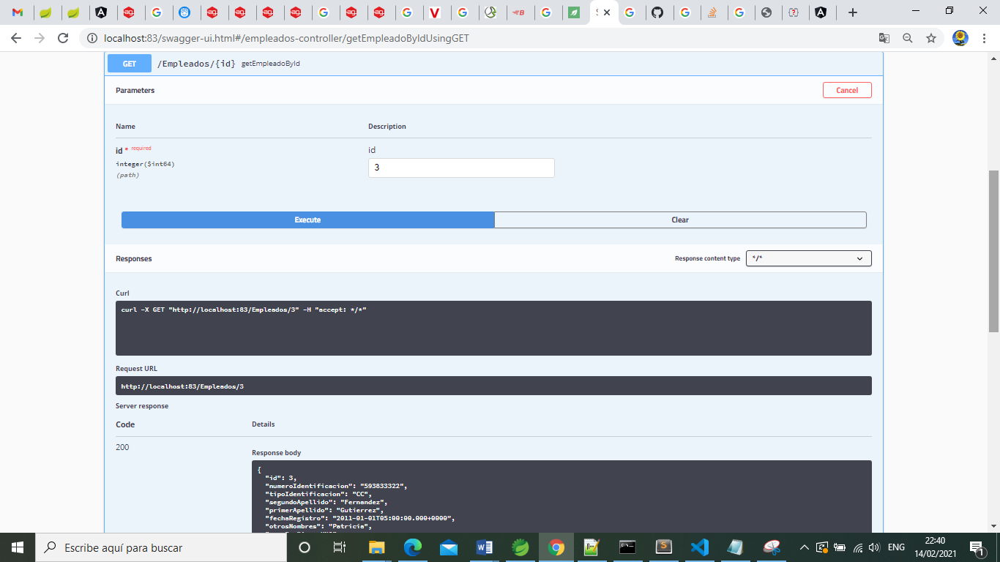 localhost:83/swagger-ui.html#/empleados-controller/getEmpleadoByIdUsingGET
GET /Empleados/{id} getEmpleadoById
Parameters Cancel
Name Description
id * required id
integer($int64) 3
(path)
Execute Clear
Responses Response content type */*
Curl
curl -X GET "http://localhost:83/Empleados/3" -H "accept: */*"
Request URL
http://localhost:83/Empleados/3
Server response
Code Details
200
Response body
{
"id": 3,
"numeroIdentificacion": "593833322",
"tipoIdentificacion": "CC",
"segundoApellido": "Fernandez",
"primerApellido": "Gutierrez",
"fechaRegistro": "2011-01-01T05:00:00.000+0000",
"otrosNombres": "Patricia",
Escribe aquí para buscar
ENG
22:40
14/02/2021
1